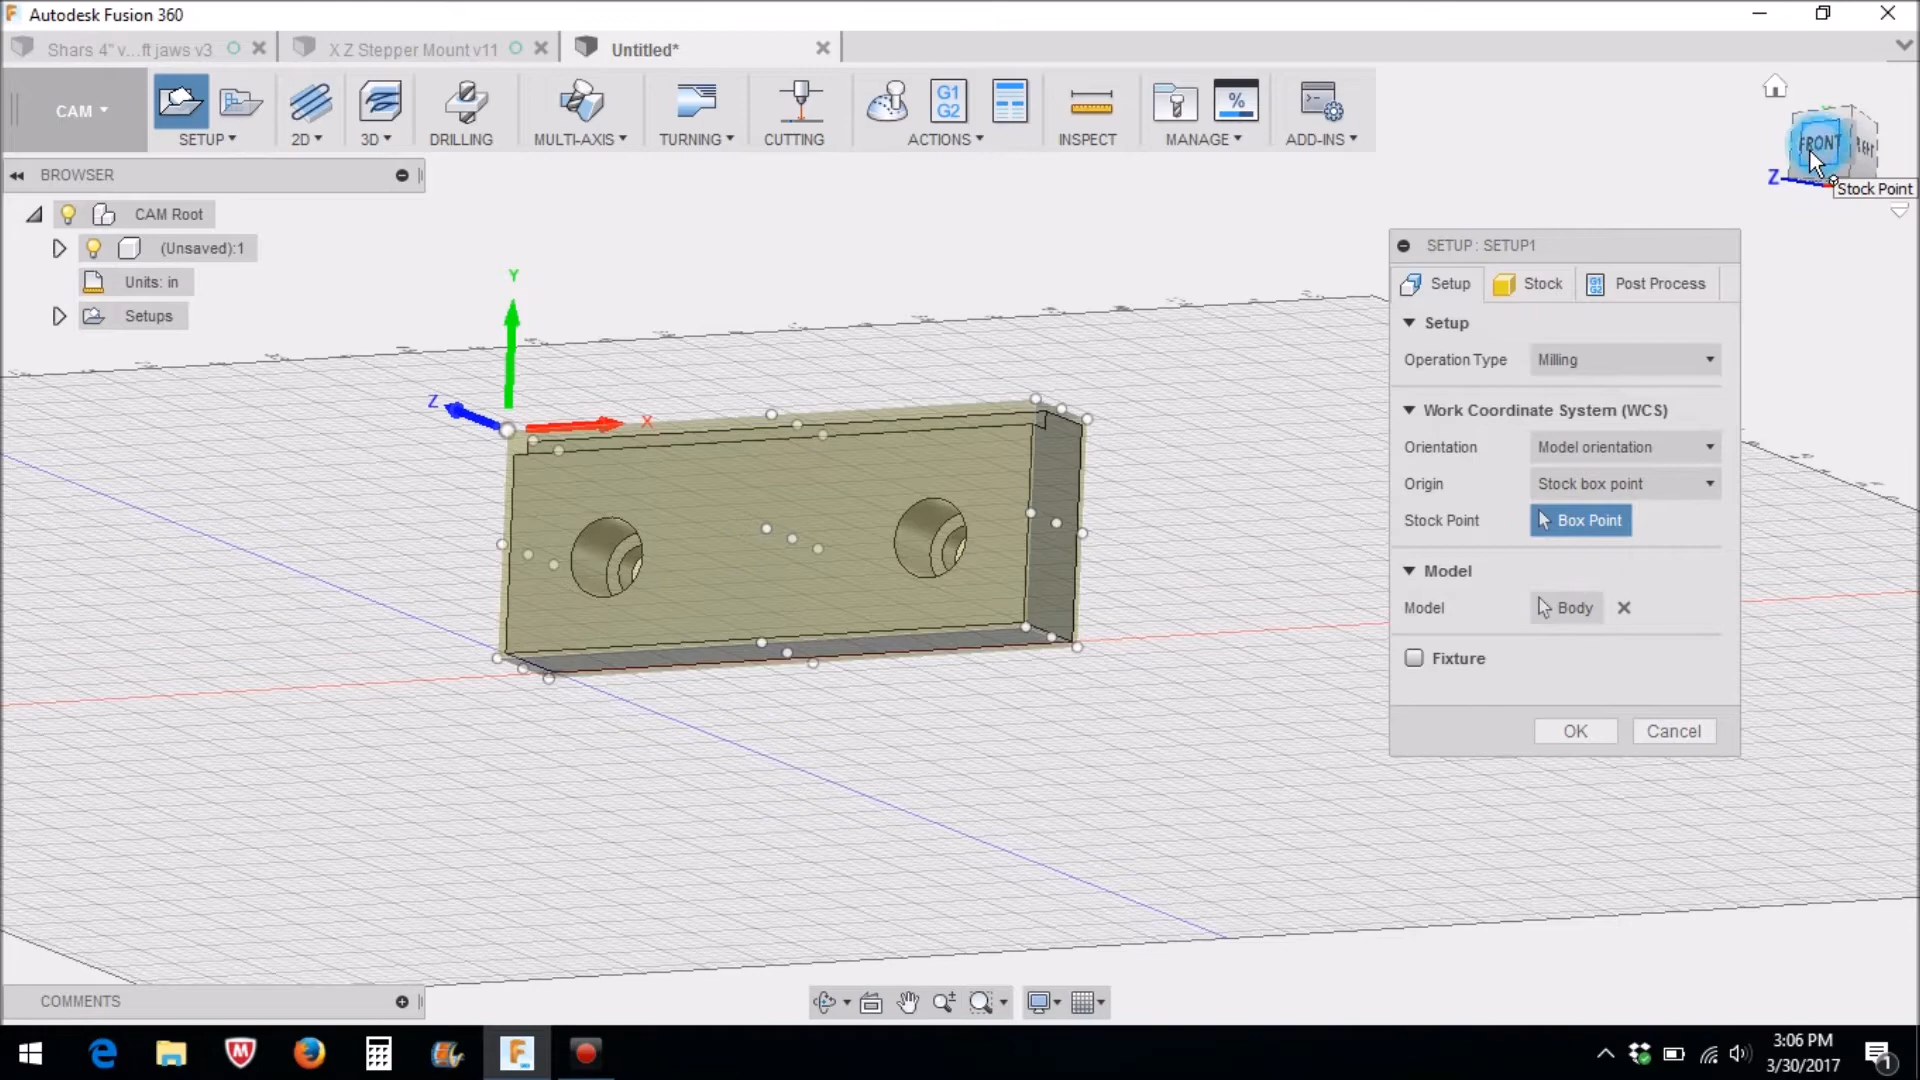 Autodesk Fusion 360
Shars 4" v...ft jaws v3
X Z Stepper Mount v11
Untitled*
CAM
SETUP
2D
3D
DRILLING
MULTI-AXIS
TURNING
CUTTING
G1
G2
ACTIONS
INSPECT
%
MANAGE
ADD-INS
FRONT
Z
Stock Point
BROWSER
CAM Root
(Unsaved):1
Units: in
Setups
Y
Z
X
SETUP : SETUP1
Setup
Stock
G1
G2
Post Process
Setup
Operation Type
Milling
Work Coordinate System (WCS)
Orientation
Model orientation
Origin
Stock box point
Stock Point
Box Point
Model
Model
Body
Fixture
OK
Cancel
COMMENTS
3:06 PM
3/30/2017
1